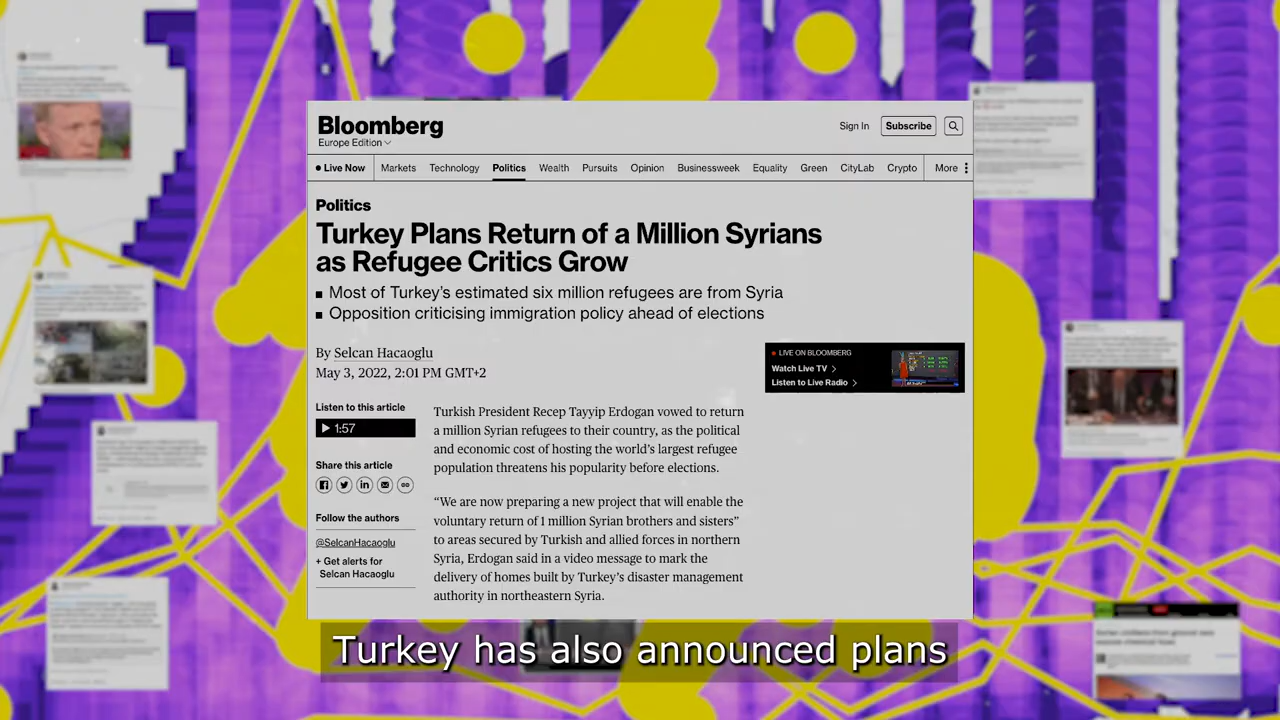 Bloomberg
Europe Edition
Sign In
Subscribe
Live Now
Markets
Technology
Politics
Wealth
Pursuits
Opinion
Businessweek
Equality
Green
CityLab
Crypto
More
Politics
Turkey Plans Return of a Million Syrians
as Refugee Critics Grow
Most of Turkey's estimated six million refugees are from Syria
Opposition criticising immigration policy ahead of elections
By Selcan Hacaoglu
May 3, 2022, 2:01 PM GMT+2
LIVE ON BLOOMBERG
Watch Live TV
Listen to Live Radio
Listen to this article
1:57
Share this article
Follow the authors
@SelcanHacaoglu
+ Get alerts for
Selcan Hacaoglu
Turkish President Recep Tayyip Erdogan vowed to return
a million Syrian refugees to their country, as the political
and economic cost of hosting the world's largest refugee
population threatens his popularity before elections.
“We are now preparing a new project that will enable the
voluntary return of 1 million Syrian brothers and sisters”
to areas secured by Turkish and allied forces in northern
Syria, Erdogan said in a video message to mark the
delivery of homes built by Turkey's disaster management
authority in northeastern Syria.
Turkey has also announced plans